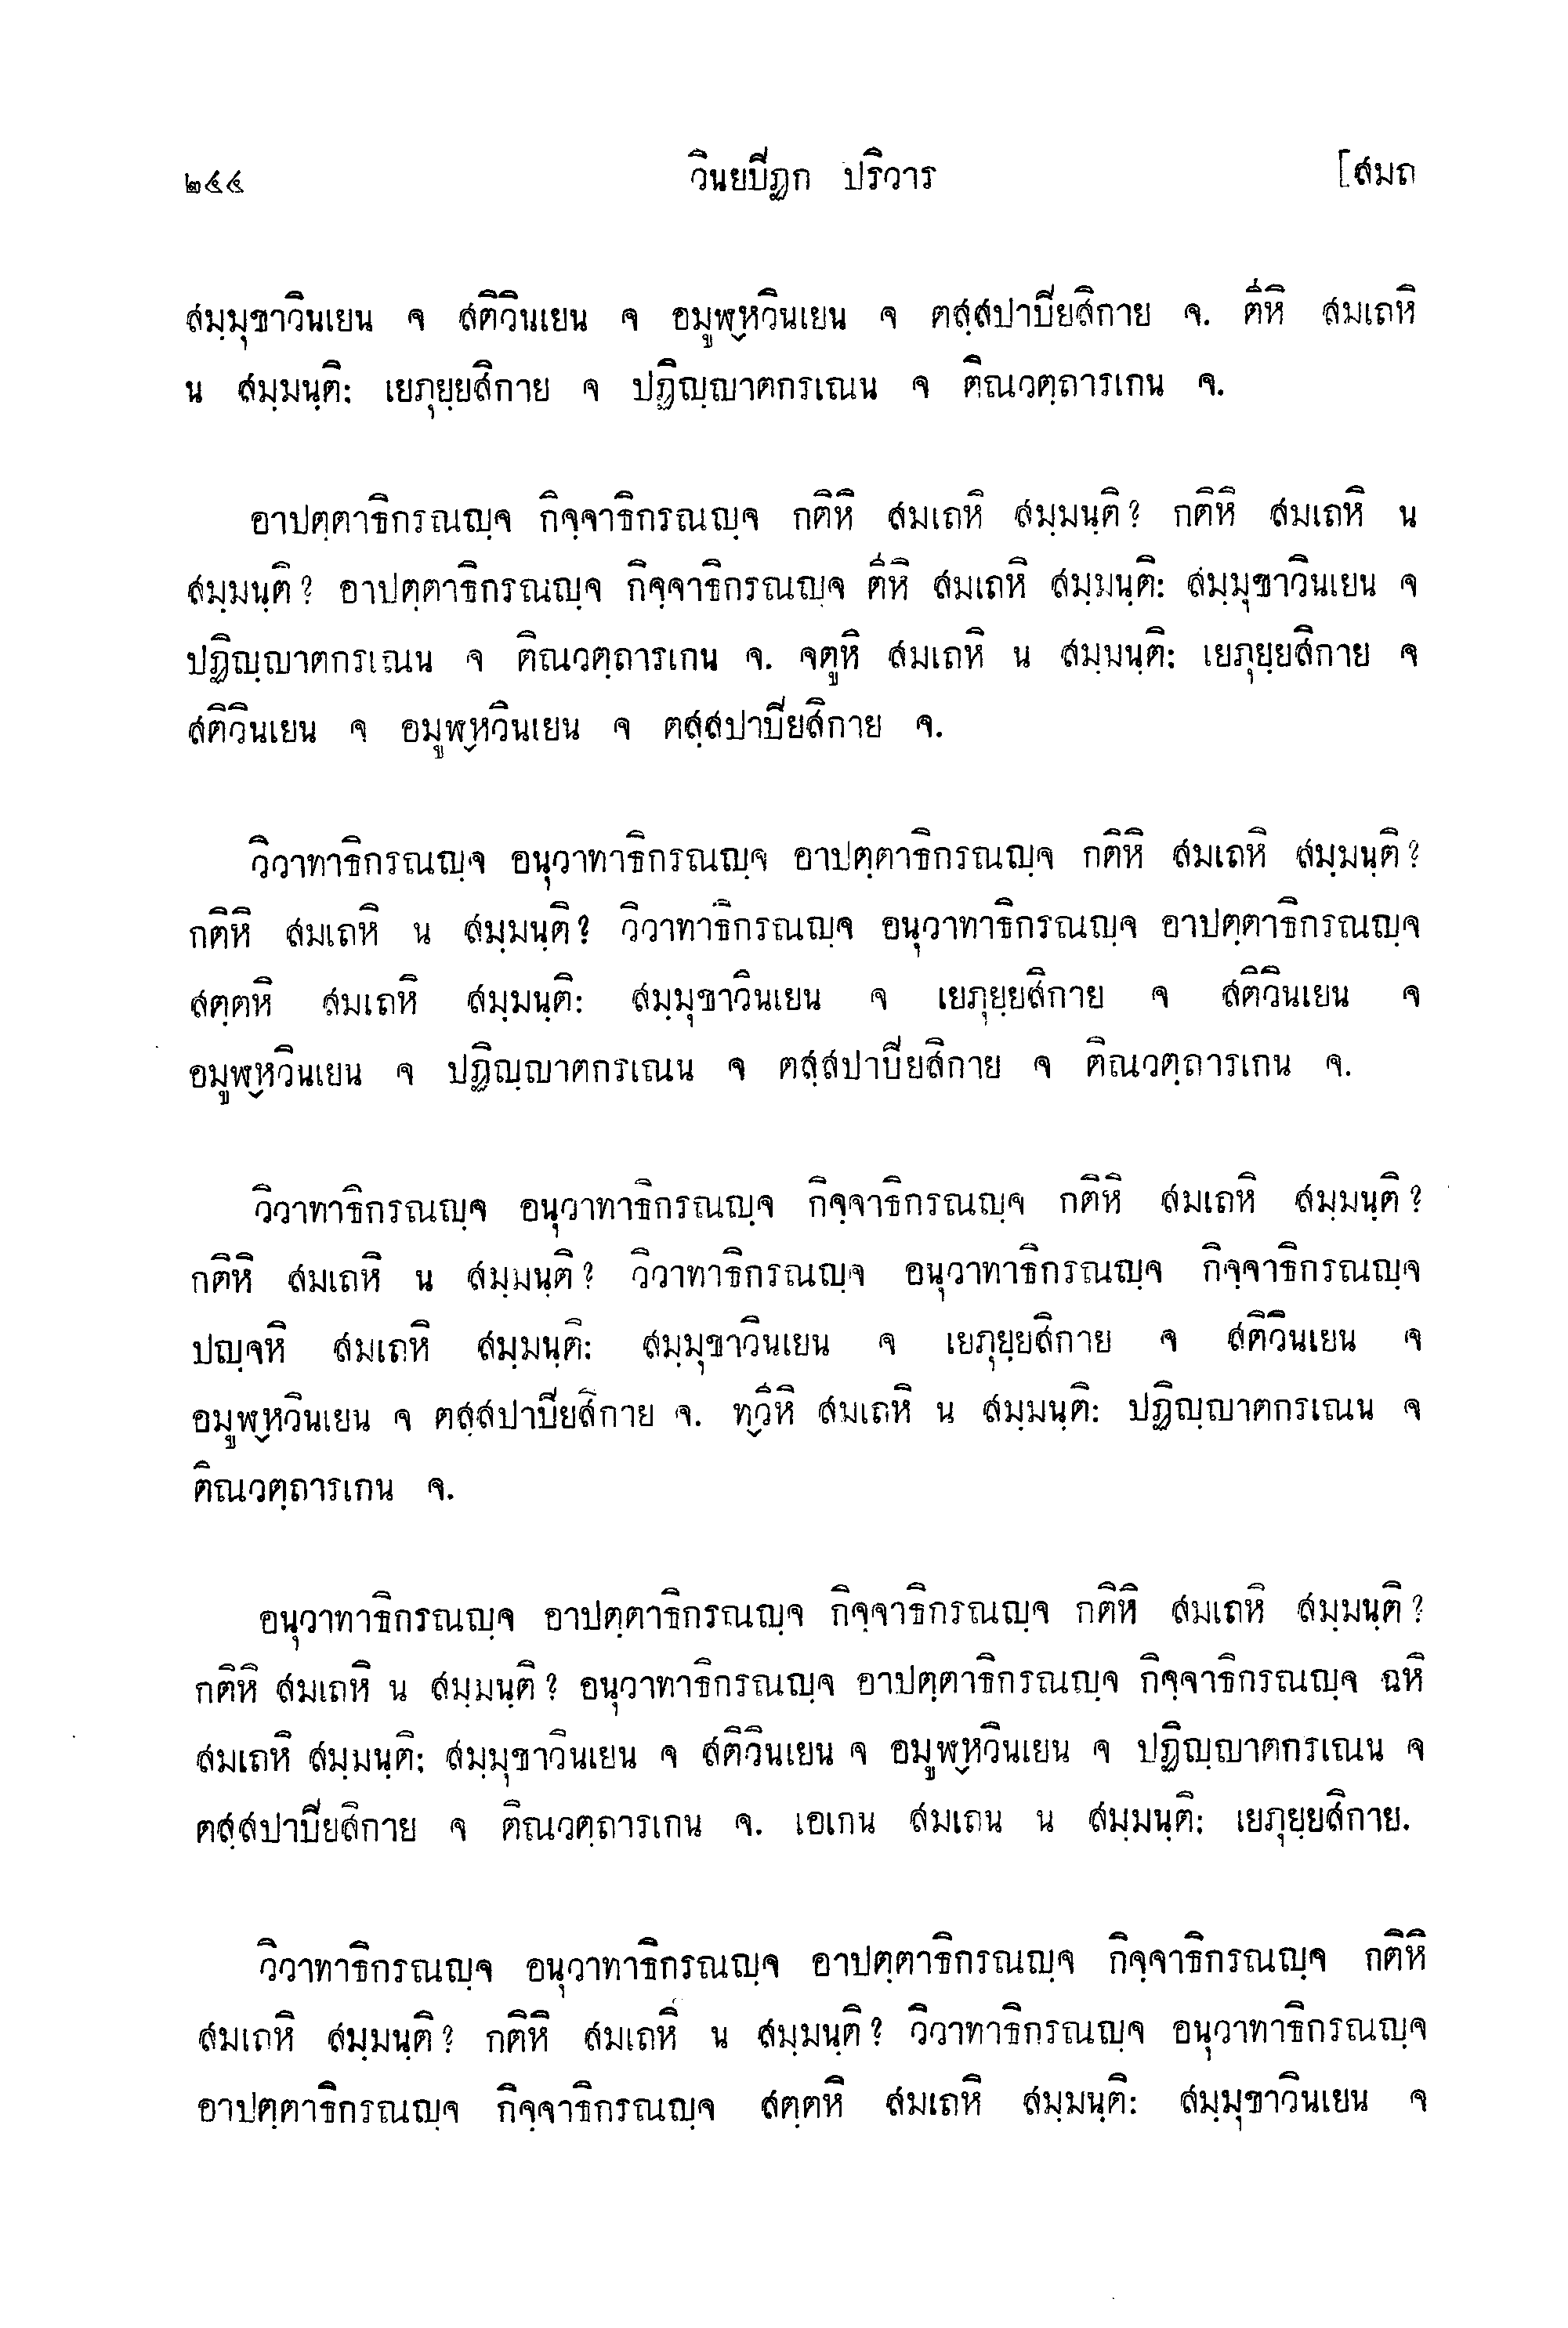 ๒๔๔ วินยปิฏก ปริวาร [สมถ
สมฺมุขาวินเยน จ สติวินเยน จ อมูฬฺหวินเยน จ ตสฺสปาปิยสิกาย จ. ตีหิ สมเถหิ
น สมฺมนฺติ: เยภุยฺยสิกาย จ ปฏิญฺญาตกรเณน จ ติณวตฺถารเกน จ.
อาปตฺตาธิกรณญฺจ กิจฺจาธิกรณญฺจ กติหิ สมเถหิ สมฺมนฺติ? กติหิ สมเถหิ น
สมฺมนฺติ? อาปตฺตาธิกรณญฺจ กิจฺจาธิกรณญฺจ ตีหิ สมเถหิ สมฺมนฺติ: สมฺมุขาวินเยน จ
ปฏิญฺญาตกรเณน จ ติณวตฺถารเกน จ. จตูหิ สมเถหิ น สมฺมนฺติ: เยภุยฺยสิกาย จ
สติวินเยน จ อมูฬฺหวินเยน จ ตสฺสปาปิยสิกาย จ.
วิวาทาธิกรณญฺจ อนุวาทาธิกรณญฺจ อาปตฺตาธิกรณญฺจ กติหิ สมเถหิ สมฺมนฺติ?
กติหิ สมเถหิ น สมฺมนฺติ? วิวาทาธิกรณญฺจ อนุวาทาธิกรณญฺจ อาปตฺตาธิกรณญฺจ
สตฺตหิ สมเถหิ สมฺมนฺติ: สมฺมุขาวินเยน จ เยภุยฺยสิกาย จ สติวินเยน จ
อมูฬฺหวินเยน จ ปฏิญฺญาตกรเณน จ ตสฺสปาปิยสิกาย จ ติณวตฺถารเกน จ.
วิวาทาธิกรณญฺจ อนุวาทาธิกรณญฺจ กิจฺจาธิกรณญฺจ กติหิ สมเถหิ สมฺมนฺติ?
กติหิ สมเถหิ น สมฺมนฺติ? วิวาทาธิกรณญฺจ อนุวาทาธิกรณญฺจ กิจฺจาธิกรณญฺจ
ปญฺจหิ สมเถหิ สมฺมนฺติ: สมฺมุขาวินเยน จ เยภุยฺยสิกาย จ สติวินเยน จ
อมูฬฺหวินเยน จ ตสฺสปาปิยสิกาย จ. ทฺวีหิ สมเถหิ น สมฺมนฺติ: ปฏิญฺญาตกรเณน จ
ติณวตฺถารเกน จ.
อนุวาทาธิกรณญฺจ อาปตฺตาธิกรณญฺจ กิจฺจาธิกรณญฺจ กติหิ สมเถหิ สมฺมนฺติ?
กติหิ สมเถหิ น สมฺมนฺติ? อนุวาทาธิกรณญฺจ อาปตฺตาธิกรณญฺจ กิจฺจาธิกรณญฺจ ฉหิ
สมเถหิ สมฺมนฺติ: สมฺมุขาวินเยน จ สติวินเยน จ อมูฬฺหวินเยน จ ปฏิญฺญาตกรเณน จ
ตสฺสปาปิยสิกาย จ ติณวตฺถารเกน จ. เอเกน สมเถน น สมฺมนฺติ: เยภุยฺยสิกาย.
วิวาทาธิกรณญฺจ อนุวาทาธิกรณญฺจ อาปตฺตาธิกรณญฺจ กิจฺจาธิกรณญฺจ กติหิ
สมเถหิ สมฺมนฺติ? กติหิ สมเถหิ น สมฺมนฺติ? วิวาทาธิกรณญฺจ อนุวาทาธิกรณญฺจ
อาปตฺตาธิกรณญฺจ กิจฺจาธิกรณญฺจ สตฺตหิ สมเถหิ สมฺมนฺติ: สมฺมุขาวินเยน จ